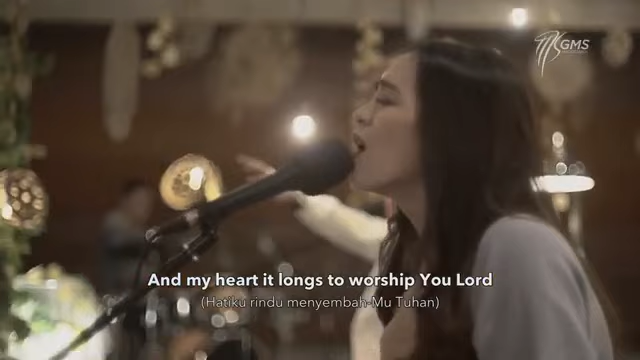 GMS
And my heart it longs to worship You Lord
(Hatiku rindu menyembah-Mu Tuhan)